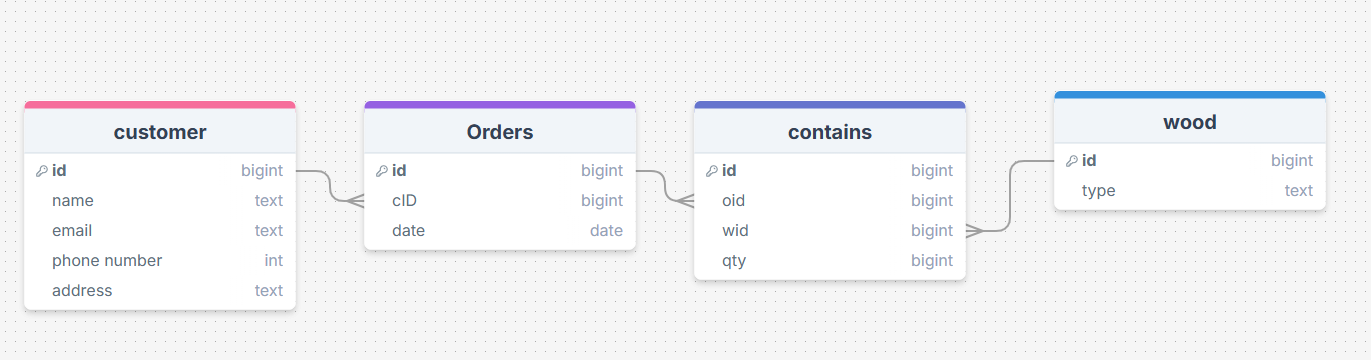 customer
id bigint
name text
email text
phone number int
address text
Orders
id bigint
cID bigint
date date
contains
id bigint
oid bigint
wid bigint
qty bigint
wood
id bigint
type text